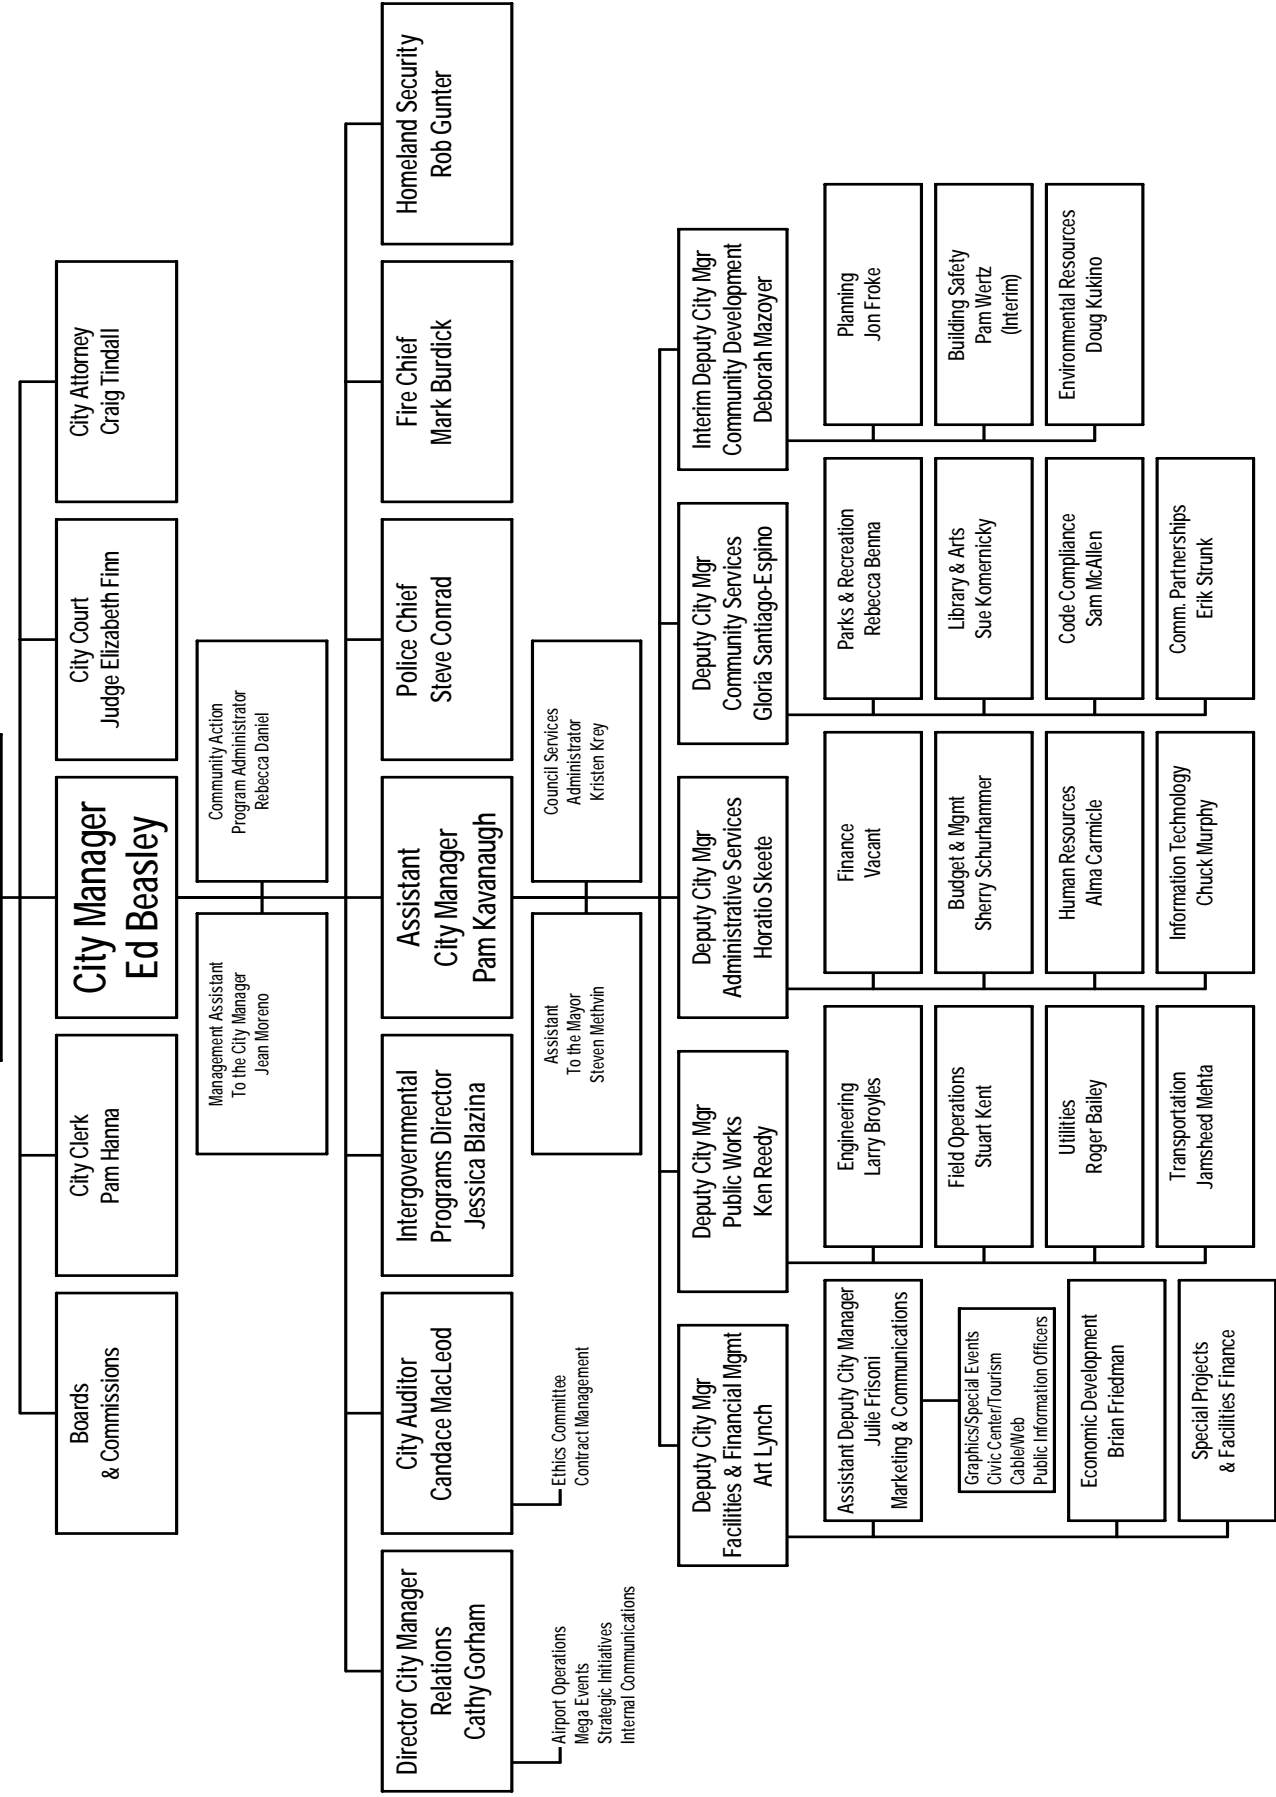 Boards
& Commissions
City Clerk
Pam Hanna
City Manager
Ed Beasley
City Court
Judge Elizabeth Finn
City Attorney
Craig Tindall
Management Assistant
To the City Manager
Jean Moreno
Community Action
Program Administrator
Rebecca Daniel
Director City Manager
Relations
Cathy Gorham
Airport Operations
Mega Events
Strategic Initiatives
Internal Communications
City Auditor
Candace MacLeod
Ethics Committee
Contract Management
Intergovernmental
Programs Director
Jessica Blazina
Assistant
City Manager
Pam Kavanaugh
Police Chief
Steve Conrad
Fire Chief
Mark Burdick
Homeland Security
Rob Gunter
Assistant
To the Mayor
Steven Methvin
Council Services
Administrator
Kristen Krey
Deputy City Mgr
Facilities & Financial Mgmt
Art Lynch
Assistant Deputy City Manager
Julie Frisoni
Marketing & Communications
Graphics/Special Events
Civic Center/Tourism
Cable/Web
Public Information Officers
Economic Development
Brian Friedman
Special Projects
& Facilities Finance
Deputy City Mgr
Public Works
Ken Reedy
Engineering
Larry Broyles
Field Operations
Stuart Kent
Utilities
Roger Bailey
Transportation
Jamsheed Mehta
Deputy City Mgr
Administrative Services
Horatio Skeete
Finance
Vacant
Budget & Mgmt
Sherry Schurhammer
Human Resources
Alma Carmicle
Information Technology
Chuck Murphy
Deputy City Mgr
Community Services
Gloria Santiago-Espino
Parks & Recreation
Rebecca Benna
Library & Arts
Sue Komernicky
Code Compliance
Sam McAllen
Comm. Partnerships
Erik Strunk
Interim Deputy City Mgr
Community Development
Deborah Mazoyer
Planning
Jon Froke
Building Safety
Pam Wertz
(Interim)
Environmental Resources
Doug Kukino